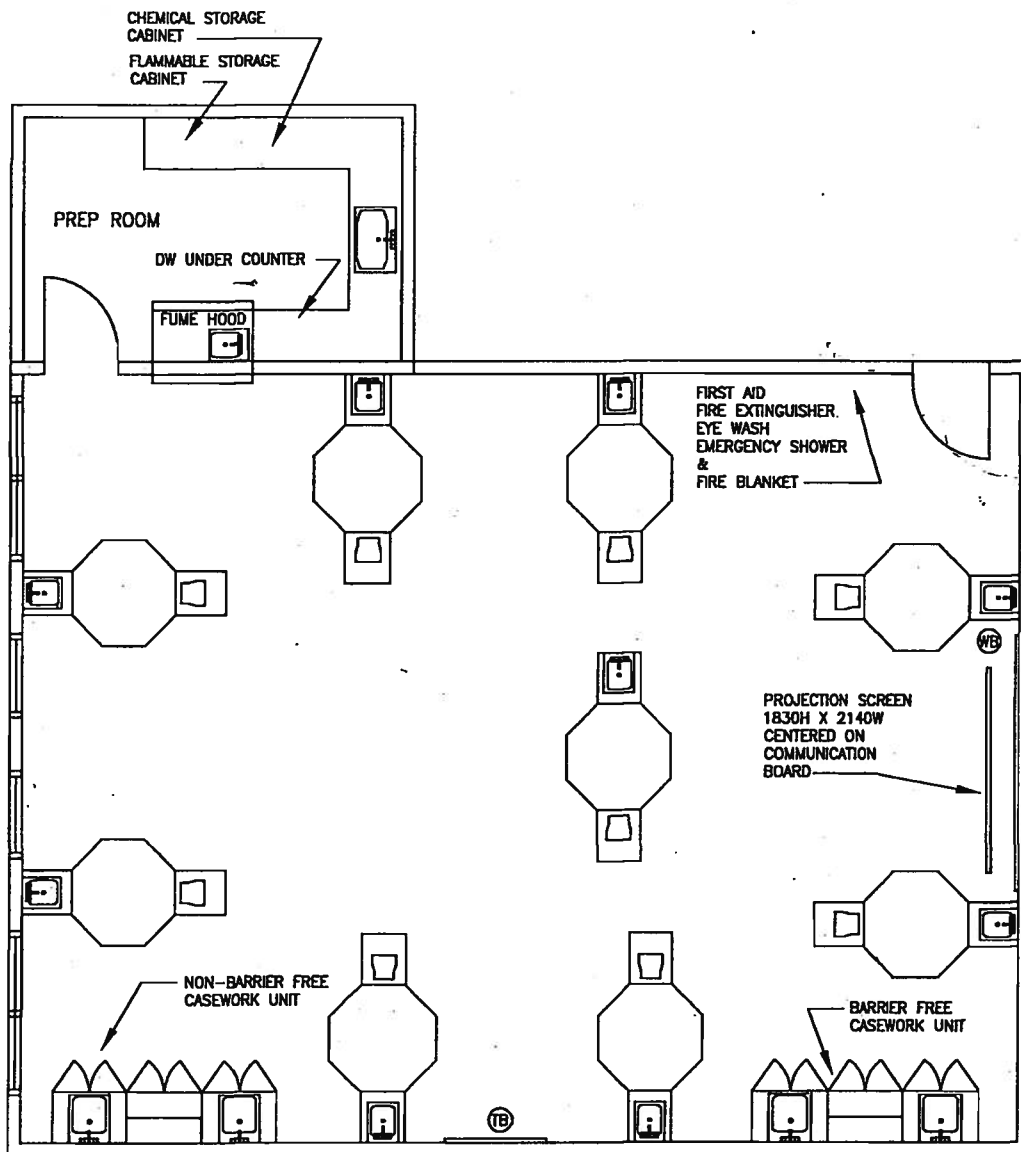 CHEMICAL STORAGE
CABINET
FLAMMABLE STORAGE
CABINET
PREP ROOM
DW UNDER COUNTER
FUME HOOD
FIRST AID
FIRE EXTINGUISHER.
EYE WASH
EMERGENCY SHOWER
&
FIRE BLANKET
WB
PROJECTION SCREEN
1830H X 2140W
CENTERED ON
COMMUNICATION
BOARD
NON-BARRIER FREE
CASEWORK UNIT
BARRIER FREE
CASEWORK UNIT
TB